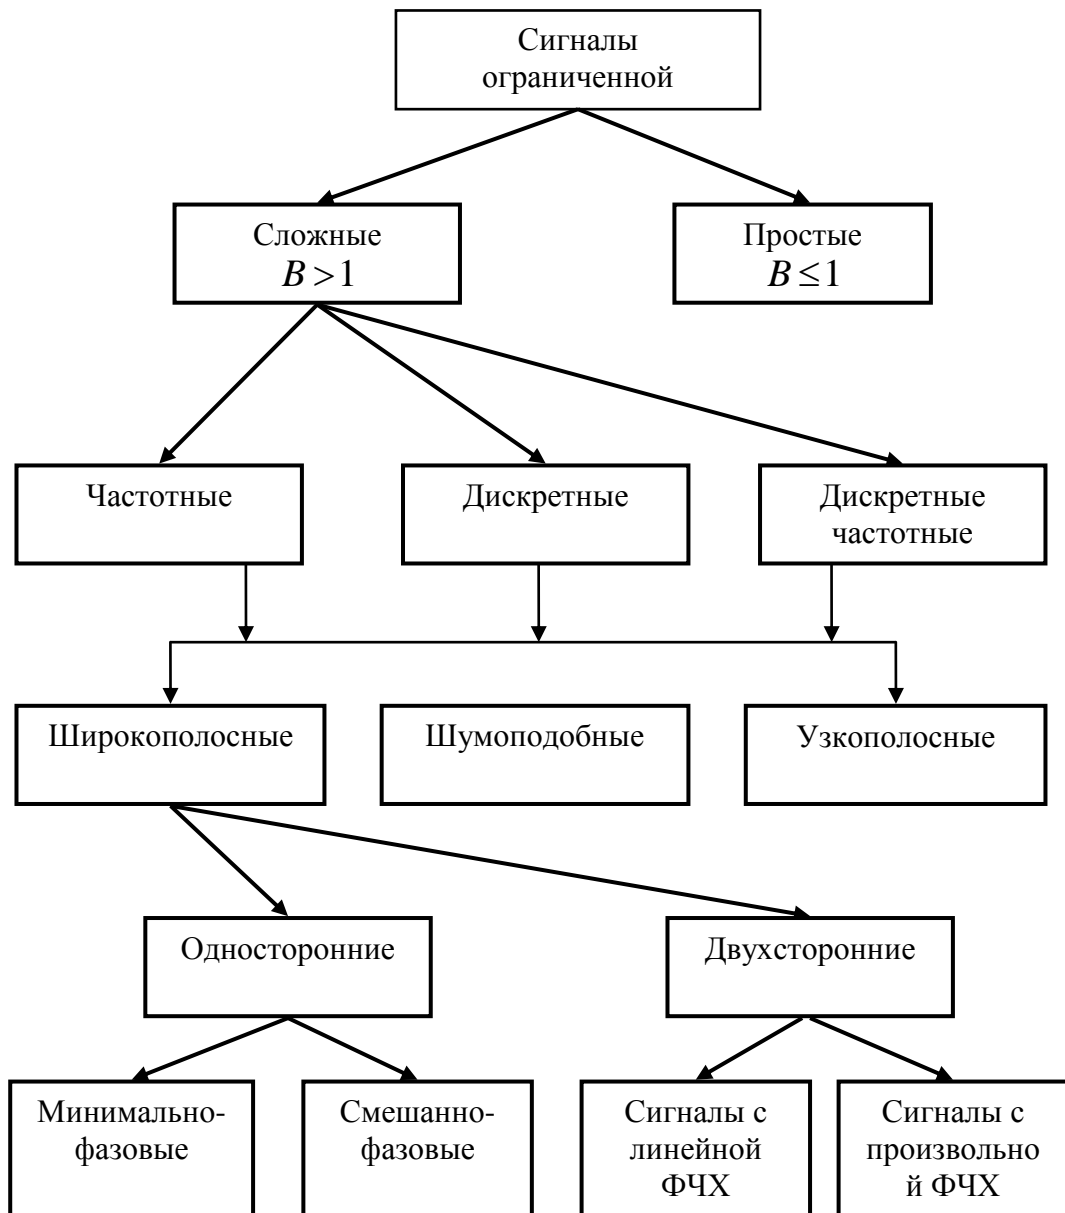 Сигналы
ограниченной
Сложные
B > 1
Простые
B ≤ 1
Частотные
Дискретные
Дискретные
частотные
Широкополосные
Шумоподобные
Узкополосные
Односторонние
Двухсторонние
Минимально-
фазовые
Смешанно-
фазовые
Сигналы с
линейной
ФЧХ
Сигналы с
произвольно
й ФЧХ